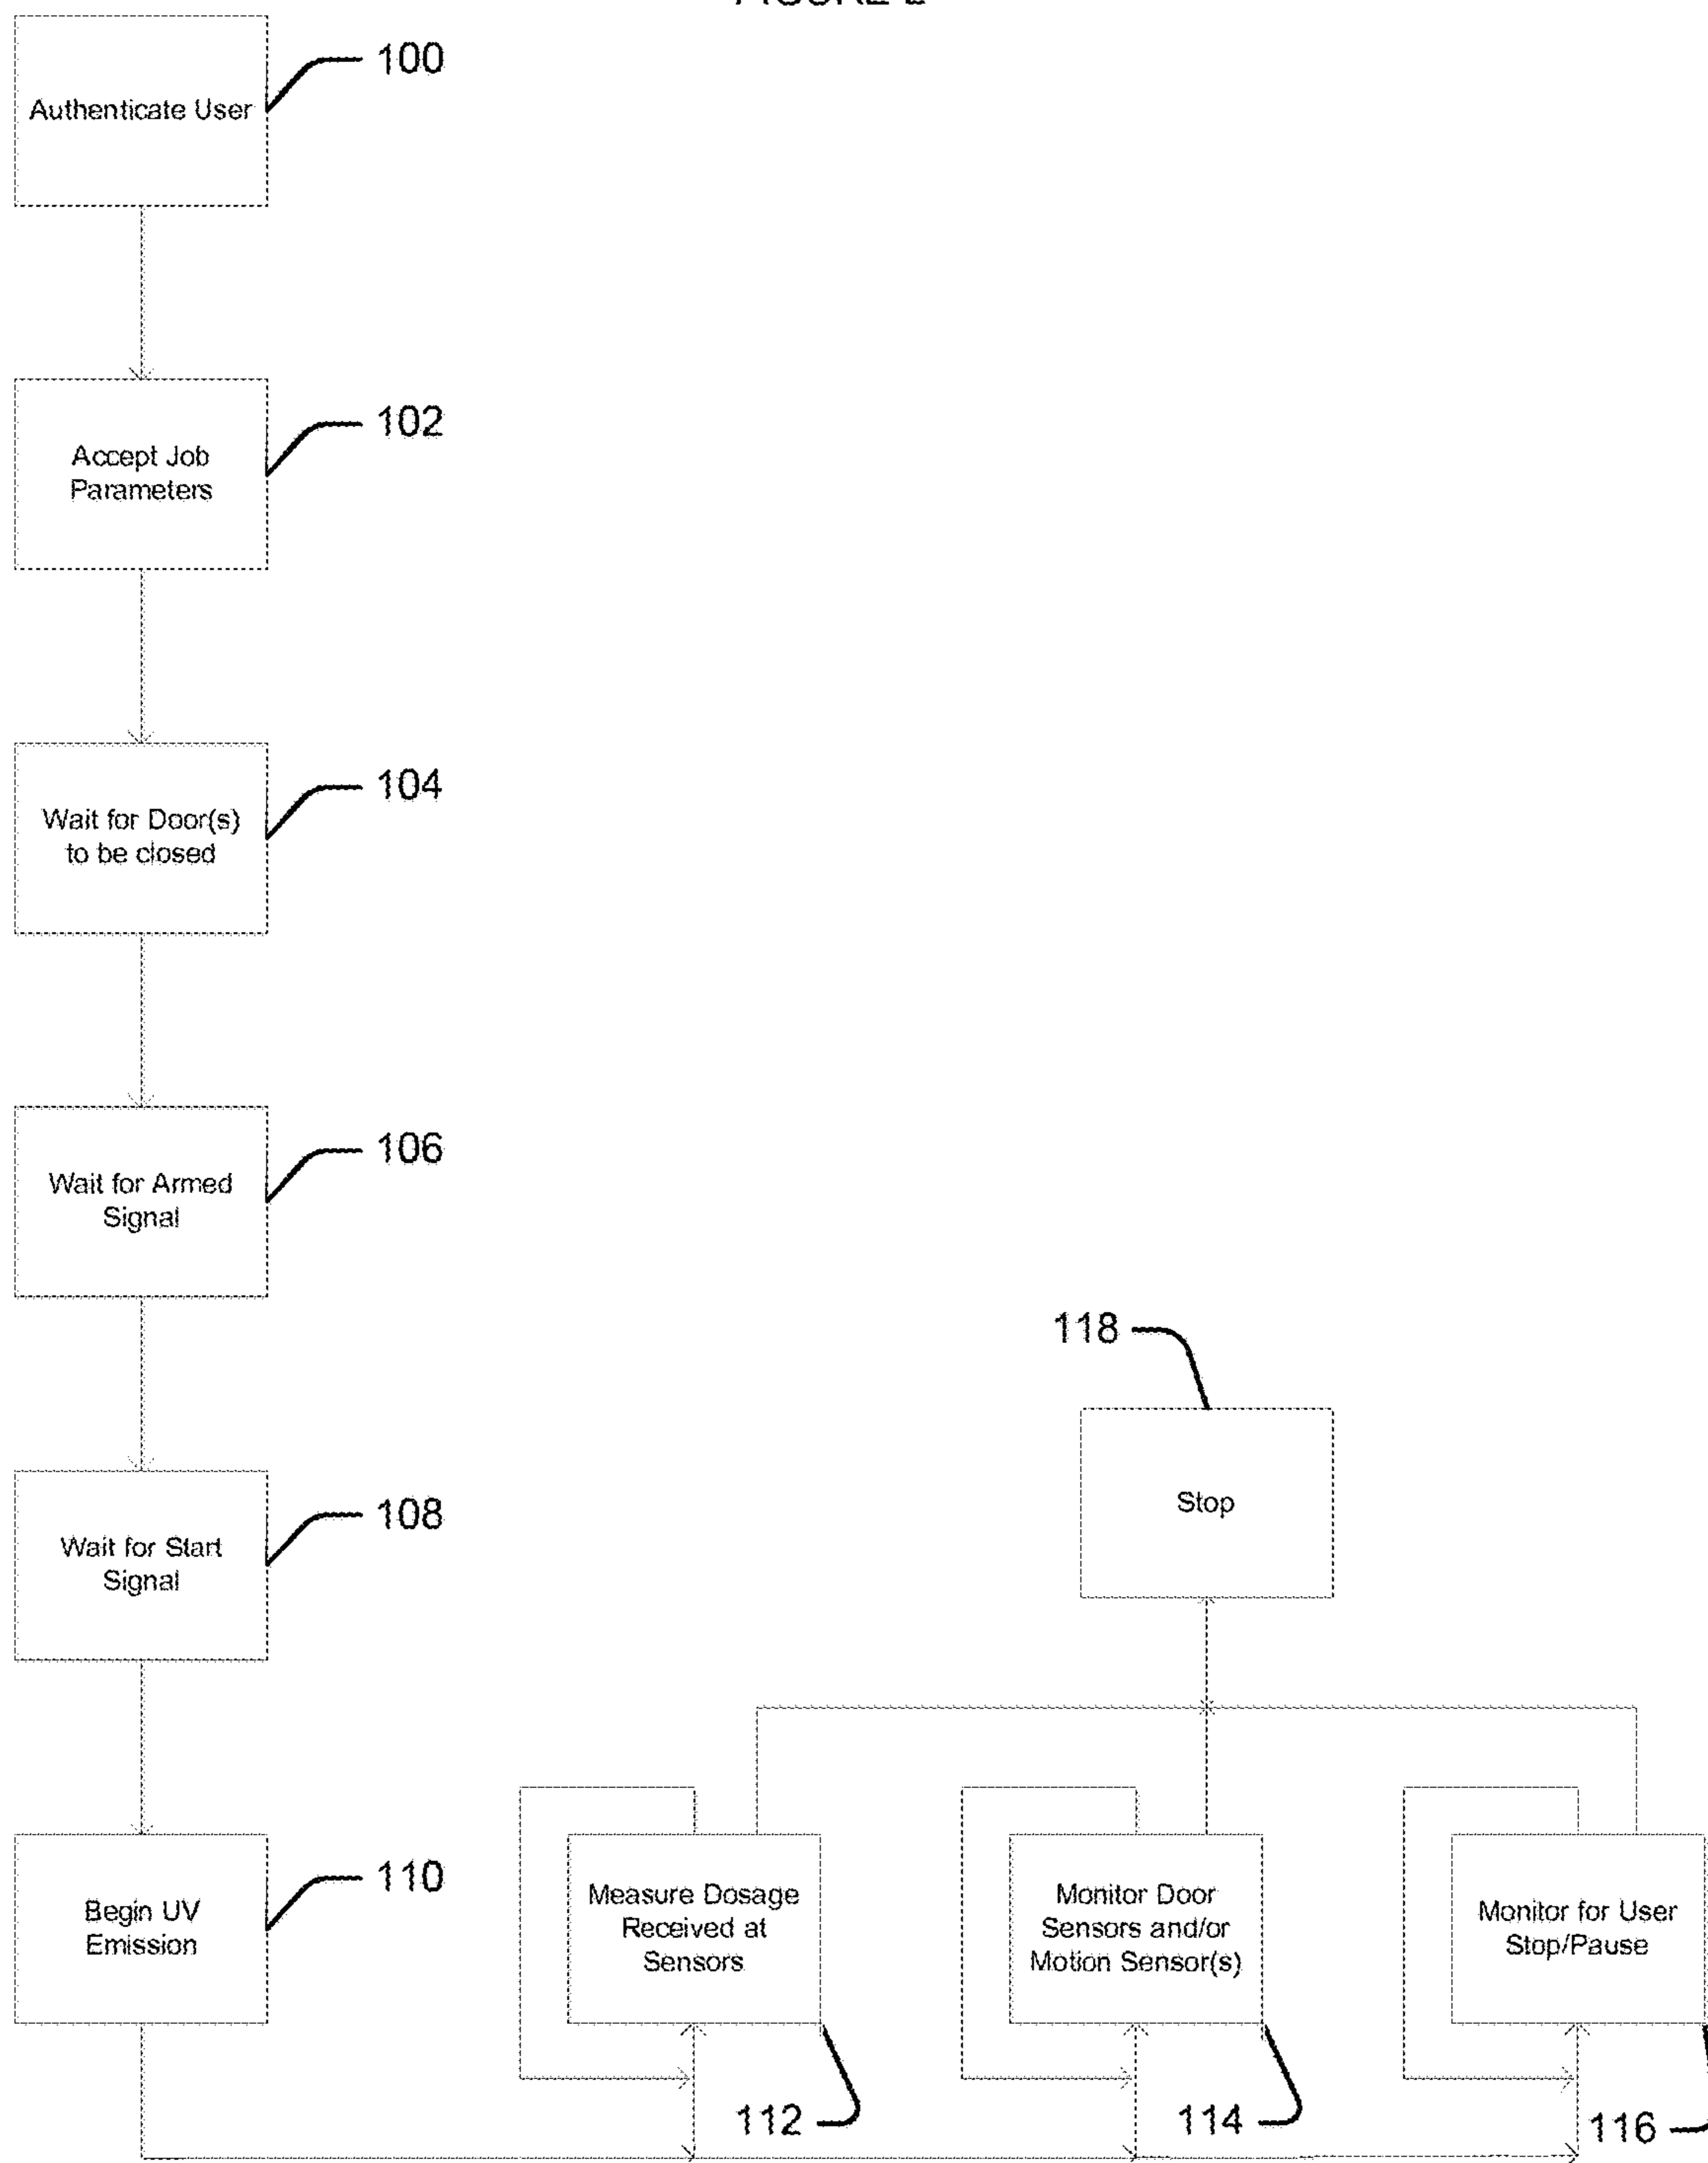 100
Authenticate User
102
Accept Job
Parameters
104
Wait for Door(s)
to be closed
106
Wait for Armed
Signal
118
Stop
108
Wait for Start
Signal
110
Begin UV
Emission
Measure Dosage
Received at
Sensors
Monitor Door
Sensors and/or
Motion Sensor(s)
Monitor for User
Stop/Pause
112
114
116